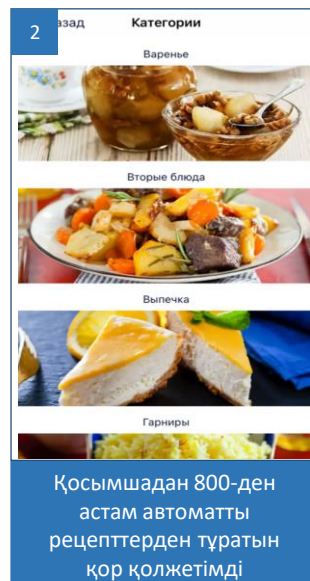 2
азад Категории
Варенье
Вторые блюда
Выпечка
Гарниры
Қосымшадан 800-ден
астам автоматты
рецепттерден тұратын
қор қолжетімді